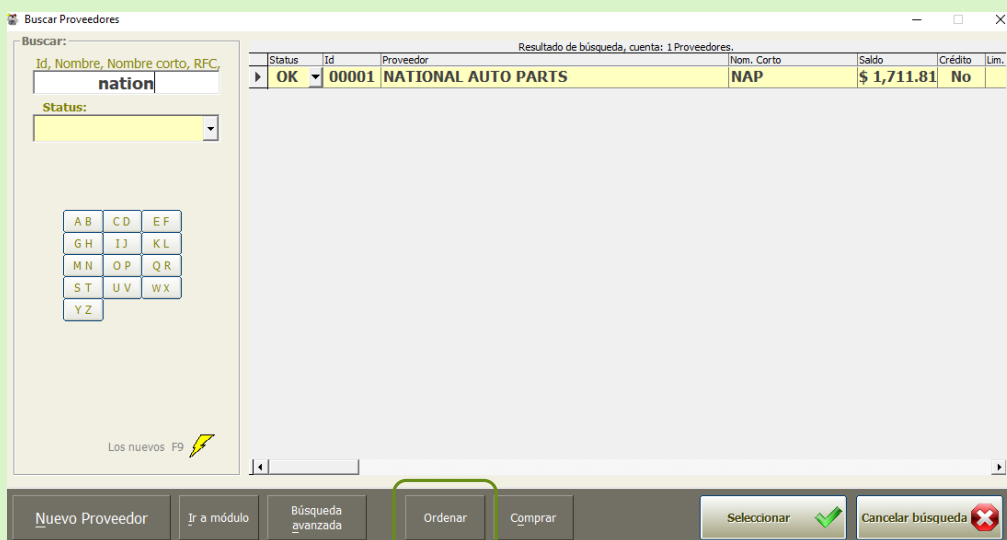 Buscar Proveedores
Buscar:
Id, Nombre, Nombre corto, RFC,
nation
Status:
A B C D E F
G H I J K L
M N O P Q R
S T U V W X
Y Z
Los nuevos F9
Resultado de búsqueda, cuenta: 1 Proveedores.
Status Id Proveedor Nom. Corto Saldo Crédito Lim.
OK 00001 NATIONAL AUTO PARTS NAP $ 1,711.81 No
Nuevo Proveedor
Ir a módulo
Búsqueda
avanzada
Ordenar
Comprar
Seleccionar
Cancelar búsqueda